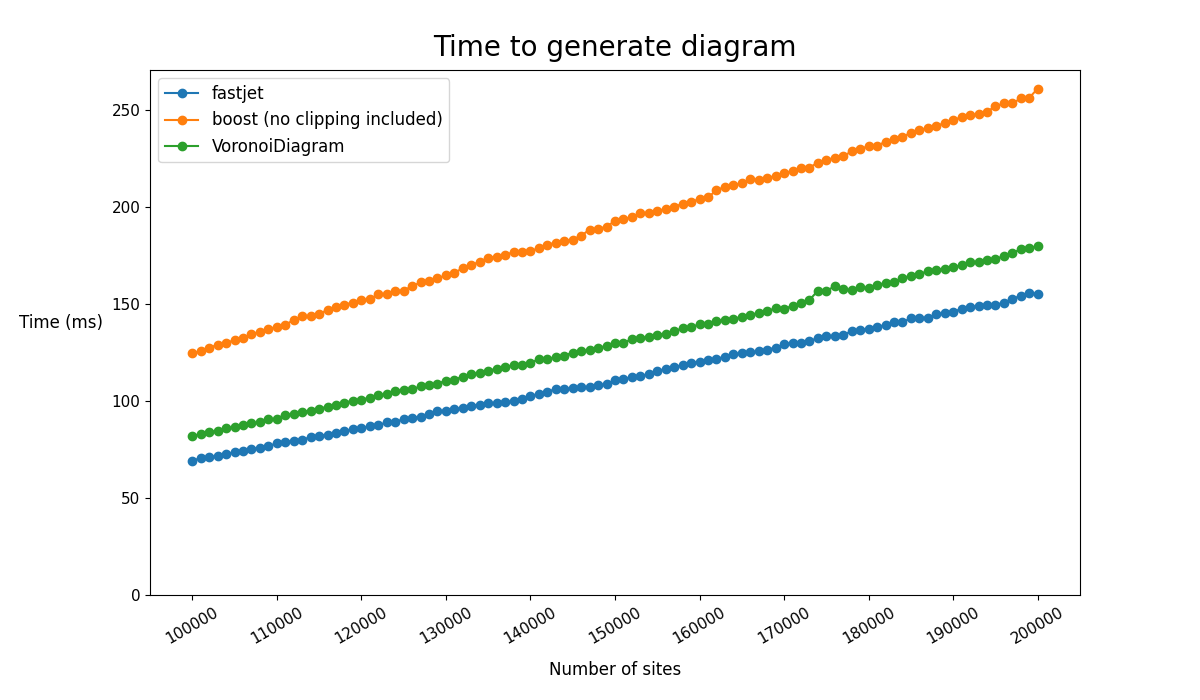 Time to generate diagram
fastjet
boost (no clipping included)
VoronoiDiagram
250
200
150
Time (ms)
100
50
0
100000 110000 120000 130000 140000 150000 160000 170000 180000 190000 200000
Number of sites